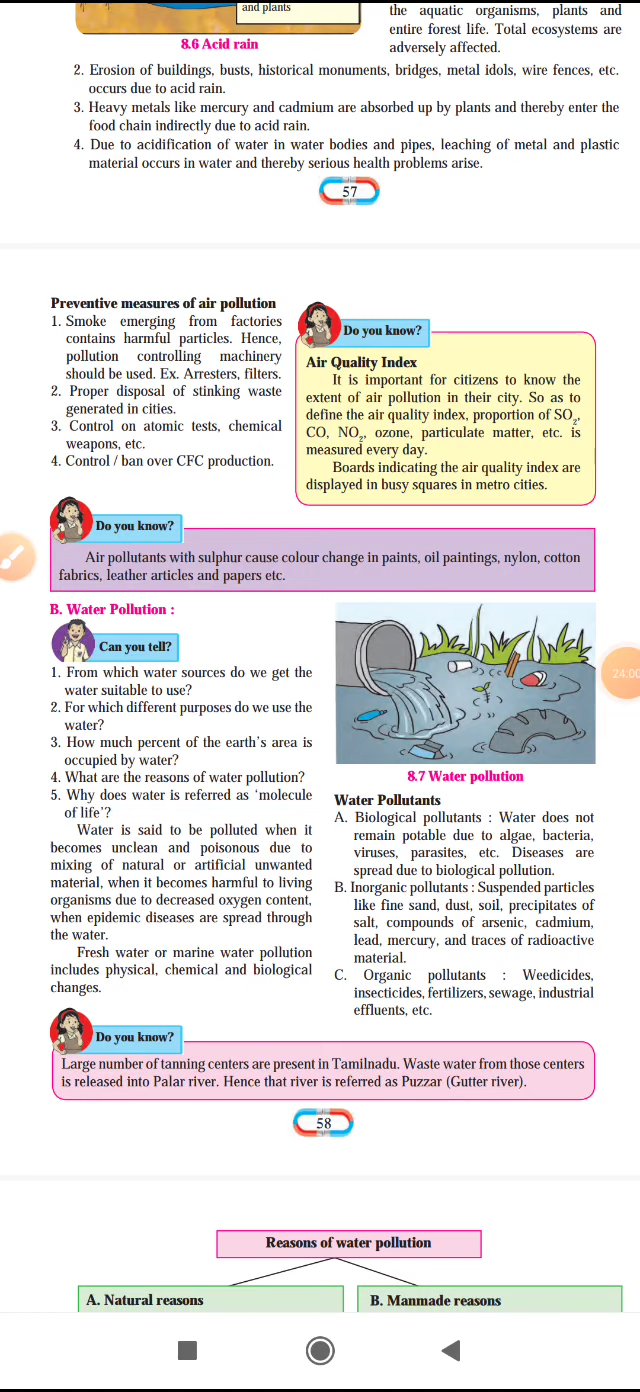 and plants
8.6 Acid rain
the aquatic organisms, plants and
entire forest life. Total ecosystems are
adversely affected.
2. Erosion of buildings, busts, historical monuments, bridges, metal idols, wire fences, etc.
occurs due to acid rain.
3. Heavy metals like mercury and cadmium are absorbed up by plants and thereby enter the
food chain indirectly due to acid rain.
4. Due to acidification of water in water bodies and pipes, leaching of metal and plastic
material occurs in water and thereby serious health problems arise.
57
Preventive measures of air pollution
1. Smoke emerging from factories
contains harmful particles. Hence,
pollution controlling machinery
should be used. Ex. Arresters, filters.
2. Proper disposal of stinking waste
generated in cities.
3. Control on atomic tests, chemical
weapons, etc.
4. Control / ban over CFC production.
Do you know?
Air Quality Index
It is important for citizens to know the
extent of air pollution in their city. So as to
define the air quality index, proportion of SO₂,
CO, NO₂, ozone, particulate matter, etc. is
measured every day.
Boards indicating the air quality index are
displayed in busy squares in metro cities.
Do you know?
Air pollutants with sulphur cause colour change in paints, oil paintings, nylon, cotton
fabrics, leather articles and papers etc.
B. Water Pollution :
Can you tell?
1. From which water sources do we get the
water suitable to use?
2. For which different purposes do we use the
water?
3. How much percent of the earth's area is
occupied by water?
4. What are the reasons of water pollution?
5. Why does water is referred as 'molecule
of life'?
Water is said to be polluted when it
becomes unclean and poisonous due to
mixing of natural or artificial unwanted
material, when it becomes harmful to living
organisms due to decreased oxygen content,
when epidemic diseases are spread through
the water.
Fresh water or marine water pollution
includes physical, chemical and biological
changes.
24:00
8.7 Water pollution
Water Pollutants
A. Biological pollutants : Water does not
remain potable due to algae, bacteria,
viruses, parasites, etc. Diseases are
spread due to biological pollution.
B. Inorganic pollutants : Suspended particles
like fine sand, dust, soil, precipitates of
salt, compounds of arsenic, cadmium,
lead, mercury, and traces of radioactive
material.
C. Organic pollutants : Weedicides,
insecticides, fertilizers, sewage, industrial
effluents, etc.
Do you know?
Large number of tanning centers are present in Tamilnadu. Waste water from those centers
is released into Palar river. Hence that river is referred as Puzzar (Gutter river).
58
Reasons of water pollution
A. Natural reasons
B. Manmade reasons